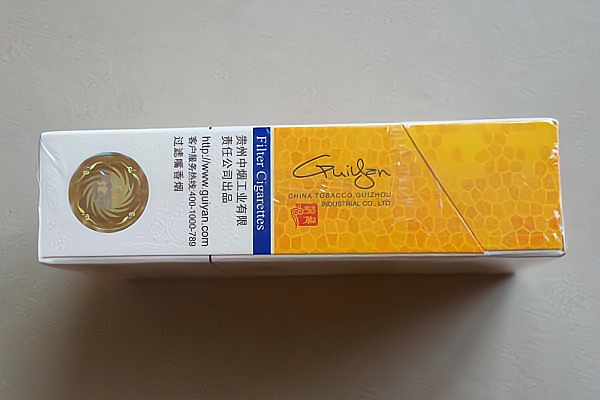 GuiYan
CHINA TOBACCO GUIZHOU
INDUSTRIAL CO., LTD
Filter Cigarettes
贵州中烟工业有限
责任公司出品
http://www.guiyan.com
客户服务热线:400-1000-789
过滤嘴香烟